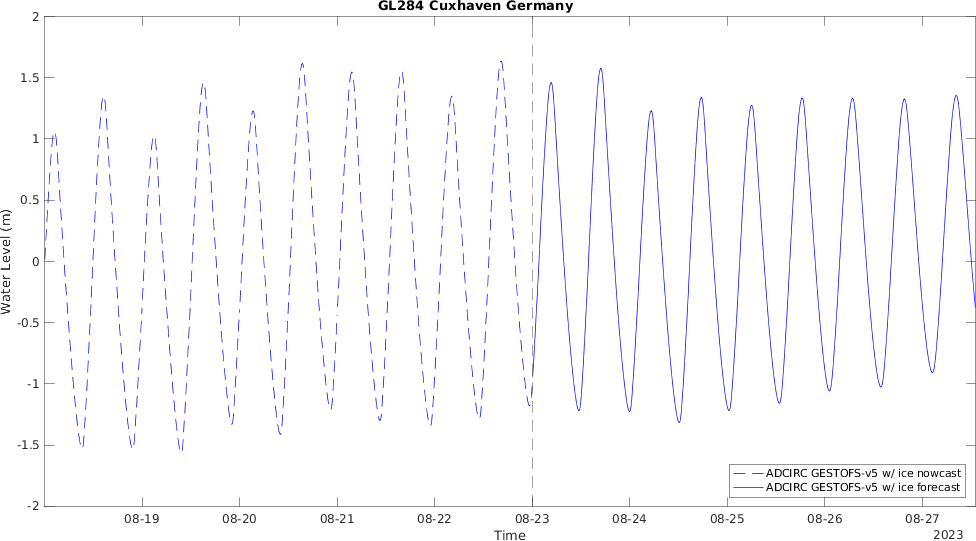 GL284 Cuxhaven Germany
2
1.5
1
0.5
0
-0.5
-1
-1.5
-2
Water Level (m)
08-19 08-20 08-21 08-22 08-23 08-24 08-25 08-26 08-27
Time
2023
ADCIRC GESTOFS-v5 w/ ice nowcast
ADCIRC GESTOFS-v5 w/ ice forecast